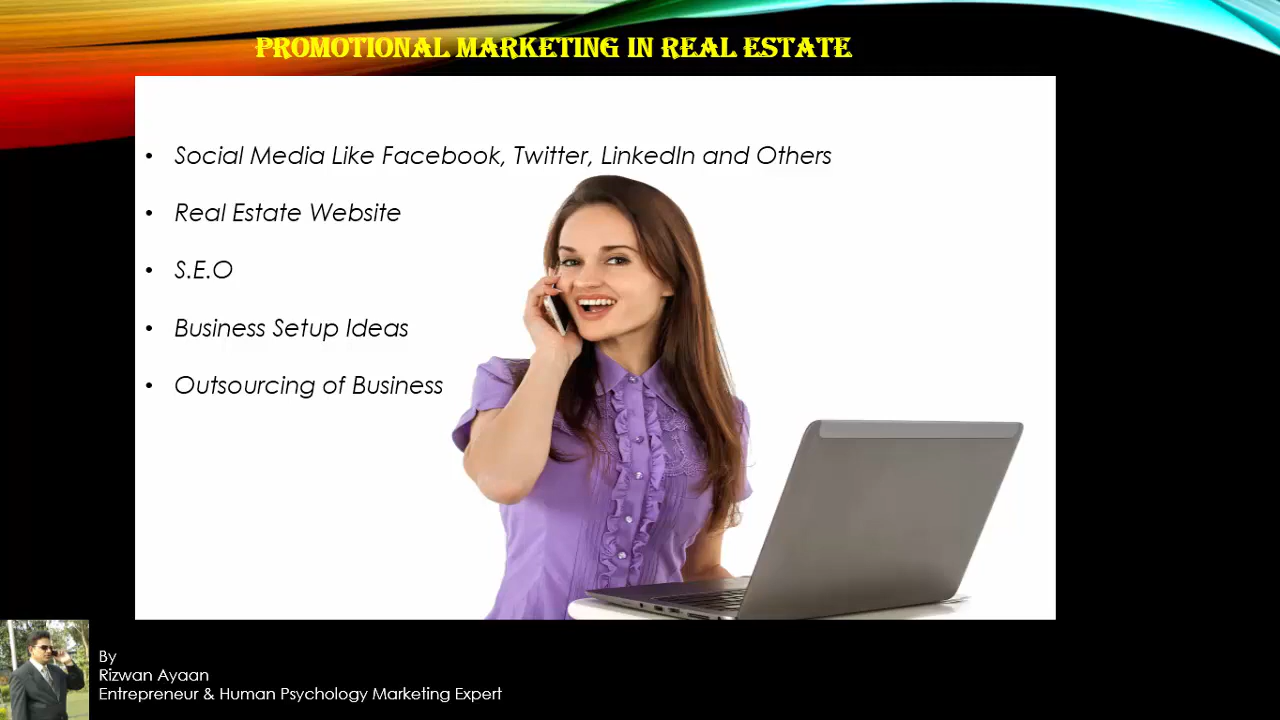 PROMOTIONAL MARKETING IN REAL ESTATE
• Social Media Like Facebook, Twitter, LinkedIn and Others
• Real Estate Website
• S.E.O
• Business Setup Ideas
• Outsourcing of Business
By
Rizwan Ayaan
Entrepreneur & Human Psychology Marketing Expert